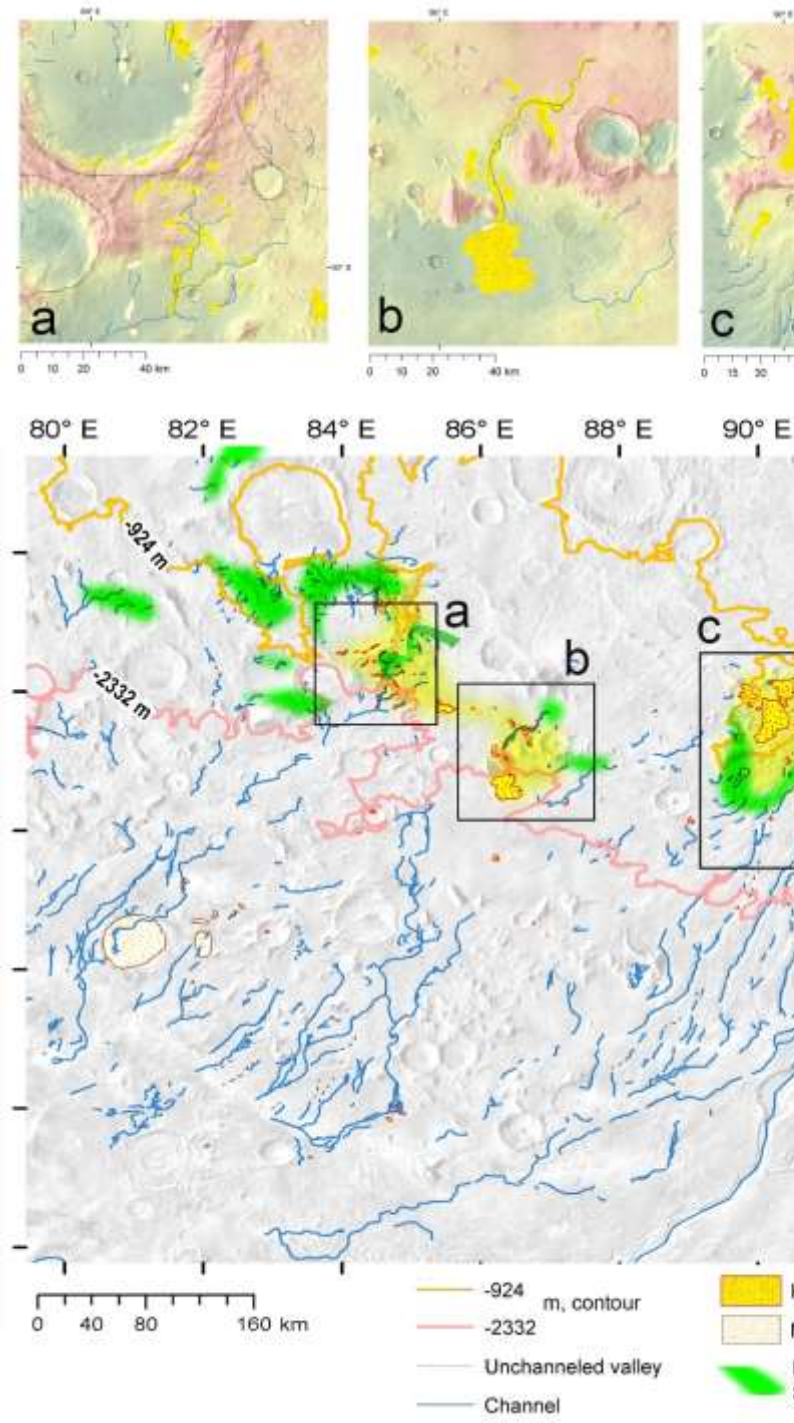 a
b
c
0 10 20 40 km
0 10 20 40 km
0 15 30
80° E 82° E 84° E 86° E 88° E 90° E
-924 m
-2332 m
a
b
c
0 40 80 160 km
-924
m, contour
-2332
Unchanneled valley
Channel